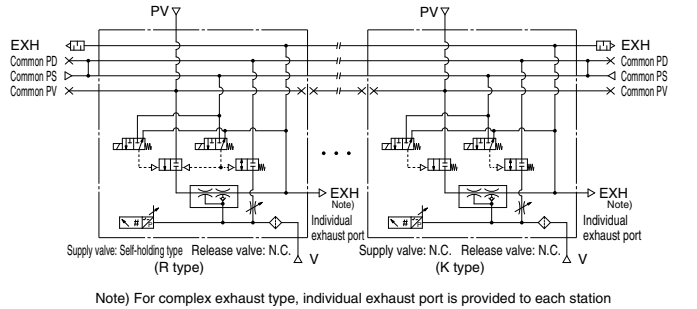 PV
PV
EXH
EXH
Common PD
Common PD
Common PS
Common PS
Common PV
Common PV
EXH
Note)
EXH
Note)
Individual
exhaust port
Individual
exhaust port
#
#
Supply valve: Self-holding type Release valve: N.C.
(R type)
V
Supply valve: N.C. Release valve: N.C.
(K type)
V
Note) For complex exhaust type, individual exhaust port is provided to each station